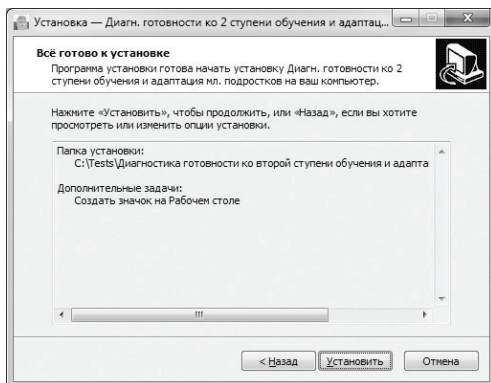 Установка — Диагн. готовности ко 2 ступени обучения и адаптац...
Всё готово к установке
Программа установки готова начать установку Диагн. готовности ко 2
ступени обучения и адаптация мл. подростков на ваш компьютер.
Нажмите «Установить», чтобы продолжить, или «Назад», если вы хотите
просмотреть или изменить опции установки.
Папка установки:
C:\Tests\Диагностика готовности ко второй ступени обучения и адапта
Дополнительные задачи:
Создать значок на Рабочем столе
< Назад
Установить
Отмена